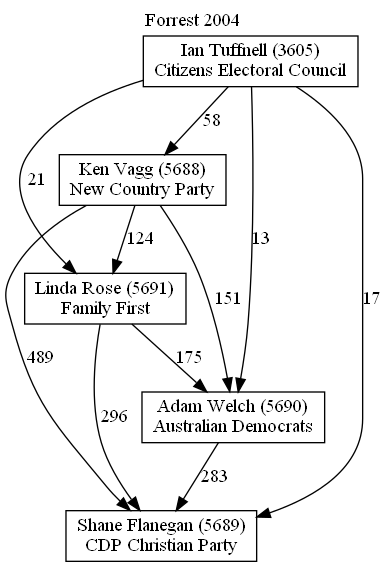 Forrest 2004
Ian Tuffnell (3605)
Citizens Electoral Council
58
Ken Vagg (5688)
New Country Party
21
124
13
Linda Rose (5691)
Family First
151
17
489
175
296
Adam Welch (5690)
Australian Democrats
283
Shane Flanegan (5689)
CDP Christian Party